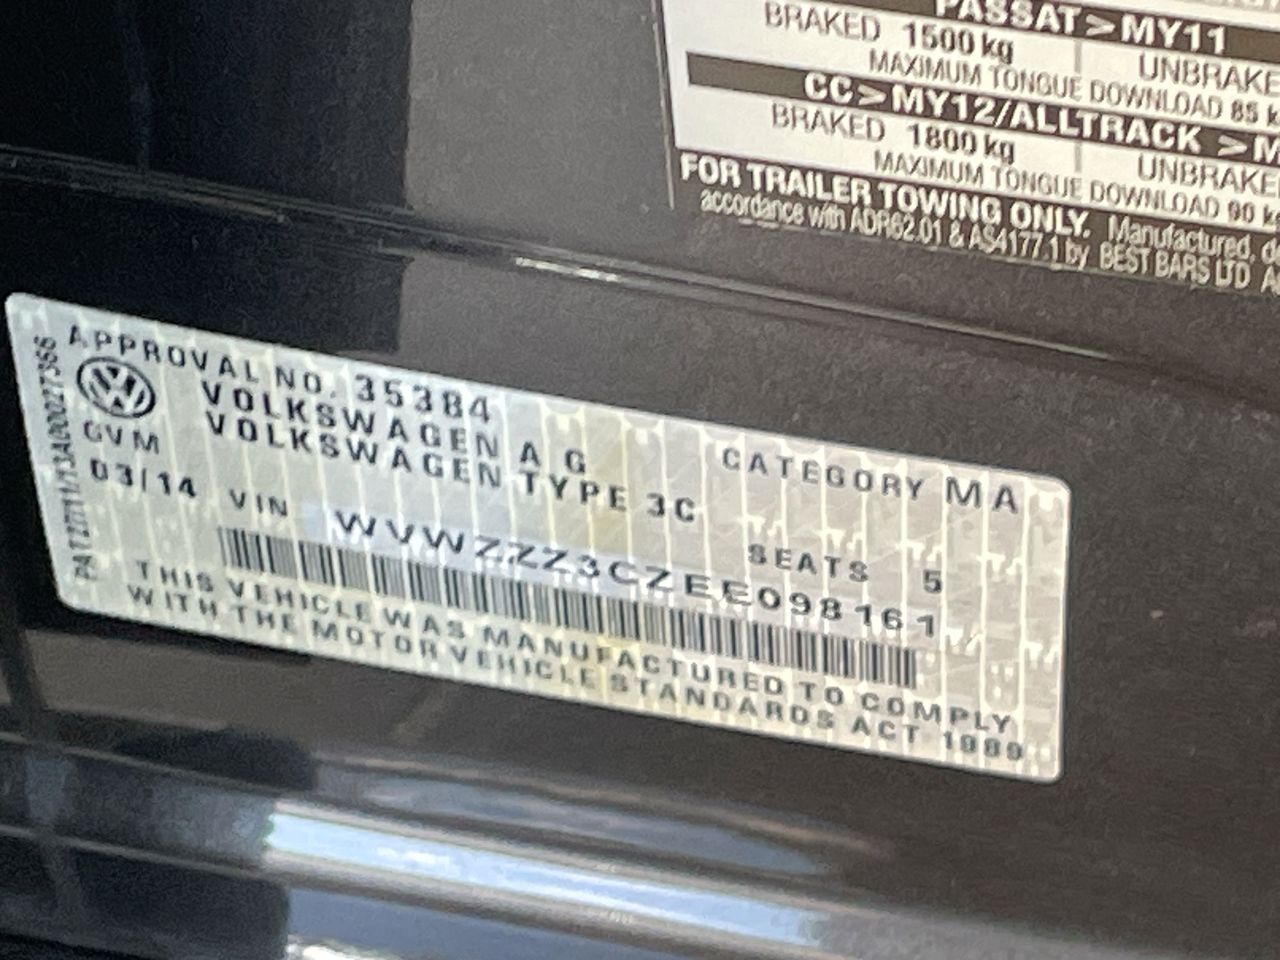 PASSAT>MY11
BRAKED 1500 kg UNBRAKE
MAXIMUM TONGUE DOWNLOAD 85 k
CC>MY12/ALLTRACK >M
BRAKED 1800 kg UNBRAKE
MAXIMUM TONGUE DOWNLOAD 90 k
FOR TRAILER TOWING ONLY. Manufactured, d
accordance with ADR62.01 & AS4177.1 by BEST BARS LTD A
APPROVAL NO. 35384
VOLKSWAGEN A G CATEGORY MA
VOLKSWAGEN TYPE 3C
GVM
03/14 SEATS 5
VIN WVWZZZ3CZEE098161
THIS VEHICLE WAS MANUFACTURED TO COMPLY
WITH THE MOTOR VEHICLE STANDARDS ACT 1989